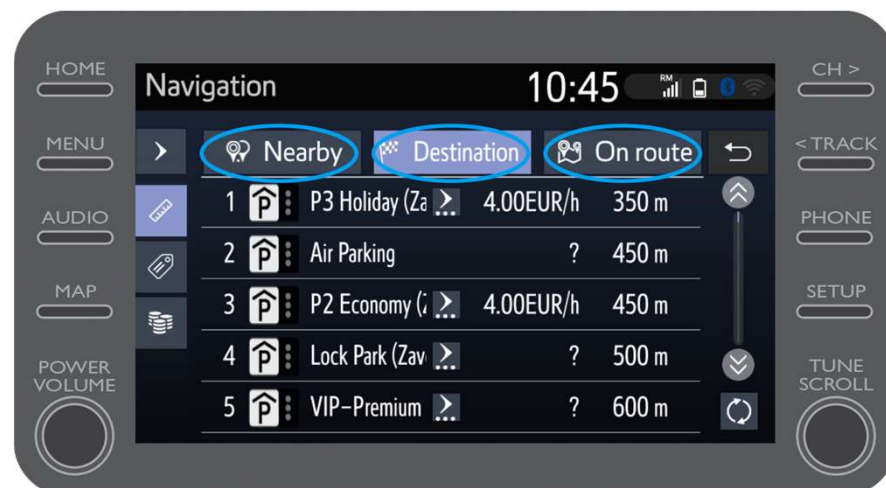 HOME
MENU
AUDIO
MAP
POWER
VOLUME
Navigation 10:45 RM
Nearby Destination On route
1 P P3 Holiday (Za 4.00EUR/h 350 m
2 P Air Parking ? 450 m
3 P P2 Economy (Z 4.00EUR/h 450 m
4 P Lock Park (Zav ? 500 m
5 P VIP-Premium ? 600 m
CH >
< TRACK
PHONE
SETUP
TUNE
SCROLL